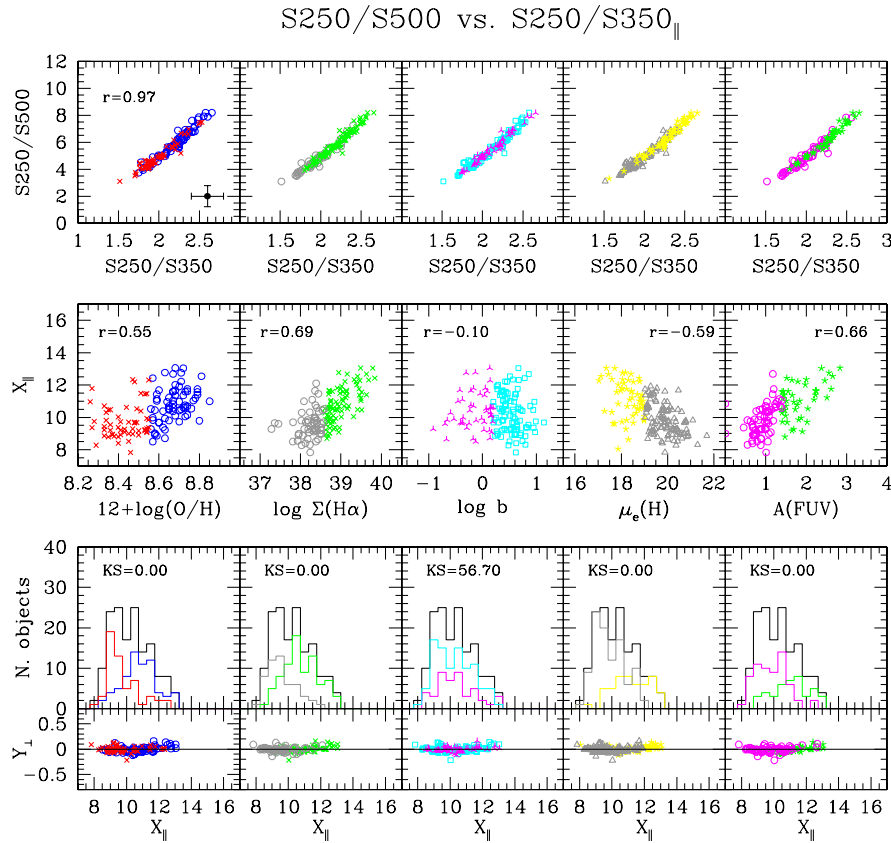 S250/S500 vs. S250/S350∥
S250/S500
12
10
8
6
4
2
0
r=0.97
1 1.5 2 2.5
1.5 2 2.5
1.5 2 2.5
1.5 2 2.5
1.5 2 2.5 3
S250/S350 S250/S350 S250/S350 S250/S350 S250/S350
X∥
16
14
12
10
8
r=0.55 r=0.69 r=−0.10 r=−0.59 r=0.66
8.2 8.4 8.6 8.8
37 38 39 40
−1 0 1
16 18 20 22
1 2 3 4
12+log(O/H) log Σ(Hα) log b μe(H) A(FUV)
N. objects
40
30
20
10
0
KS=0.00 KS=0.00 KS=56.70 KS=0.00 KS=0.00
Y⊥
0.5
0
−0.5
8 10 12 14 16
8 10 12 14 16
8 10 12 14 16
8 10 12 14 16
8 10 12 14 16
X∥ X∥ X∥ X∥ X∥